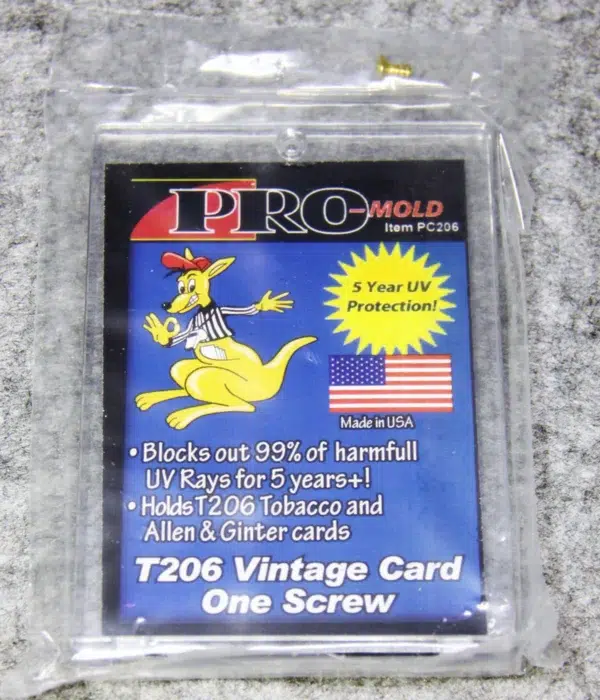 PRO-MOLD
Item PC206
5 Year UV
Protection!
Made in USA
• Blocks out 99% of harmfull
UV Rays for 5 years+!
• Holds T206 Tobacco and
Allen & Ginter cards
T206 Vintage Card
One Screw